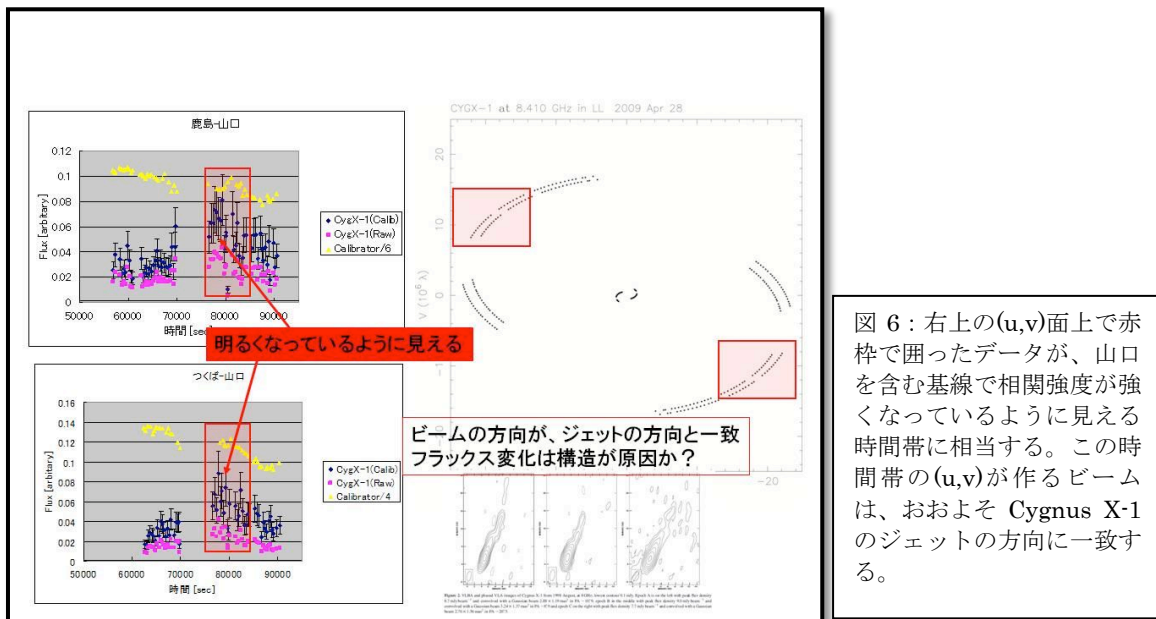 鹿島-山口
0.12
0.1
0.08
0.06
0.04
0.02
0
Flux [arbitary]
50000 60000 70000 80000 90000
時間 [sec]
CygX-1(Calib)
CygX-1(Raw)
Calibrator/6
明るくなっているように見える
つくば-山口
0.16
0.14
0.12
0.1
0.08
0.06
0.04
0.02
0
Flux [arbitary]
50000 60000 70000 80000 90000
時間 [sec]
CygX-1(Calib)
CygX-1(Raw)
Calibrator/4
CYGX-1 at 8.410 GHz in LL 2009 Apr 28
20
10
0
V (10⁶ λ)
-20
ビームの方向が、ジェットの方向と一致
フラックス変化は構造が原因か?
図 6:右上の(u,v)面上で赤
枠で囲ったデータが、山口
を含む基線で相関強度が強
くなっているように見える
時間帯に相当する。この時
間帯の(u,v)が作るビーム
は、おおよそ Cygnus X-1
のジェットの方向に一致す
る。